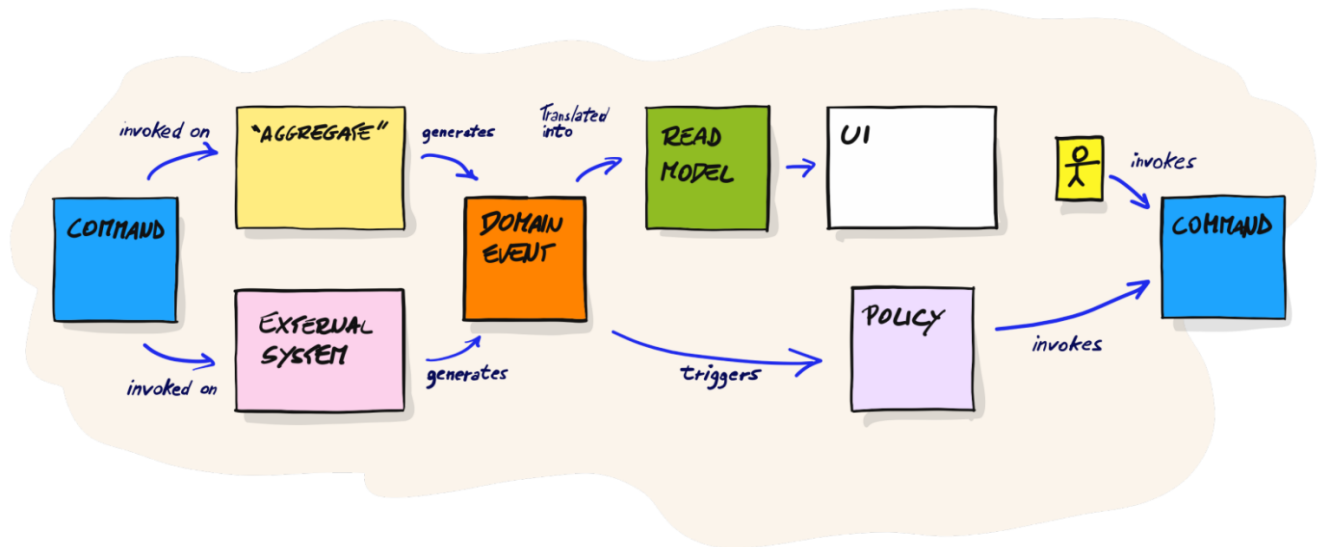 invoked on
"AGGREGATE"
generates
Translated
into
READ
MODEL
UI
invokes
COMMAND
DOMAIN
EVENT
COMMAND
EXTERNAL
SYSTEM
POLICY
invoked on
generates
triggers
invokes